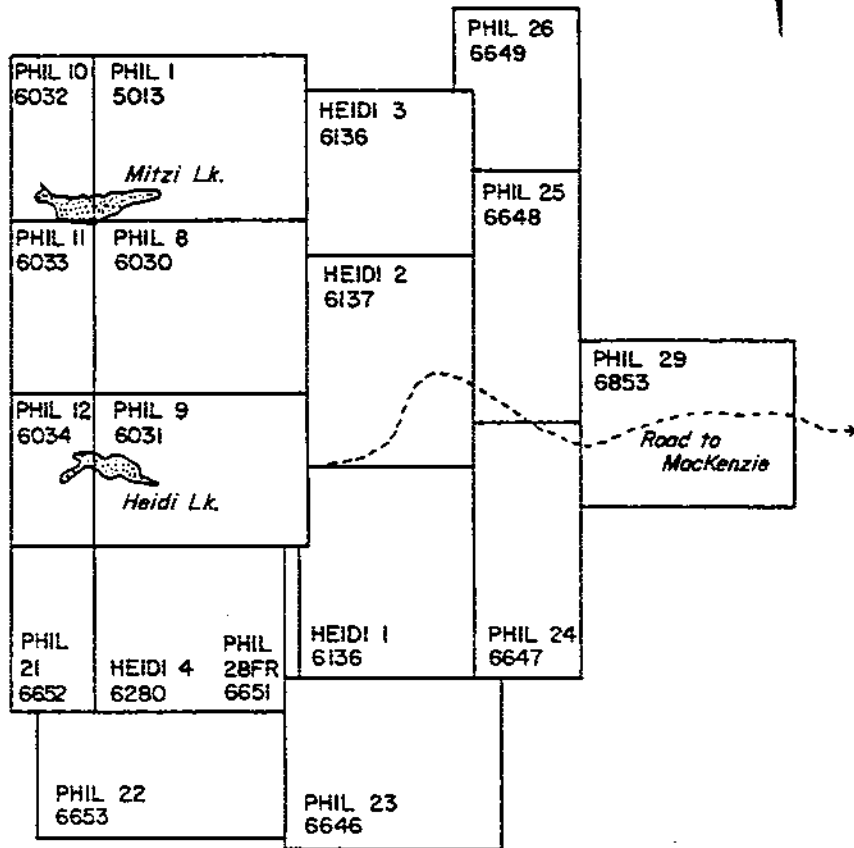 PHIL 26
6649
PHIL 10
6032
PHIL 1
5013
HEIDI 3
6136
Mitzi Lk.
PHIL 25
6648
PHIL 11
6033
PHIL 8
6030
HEIDI 2
6137
PHIL 29
6853
PHIL 12
6034
PHIL 9
6031
Road to
MacKenzie
Heidi Lk.
PHIL
21
6652
HEIDI 4
6280
PHIL
28FR
6651
HEIDI 1
6136
PHIL 24
6647
PHIL 22
6653
PHIL 23
6646